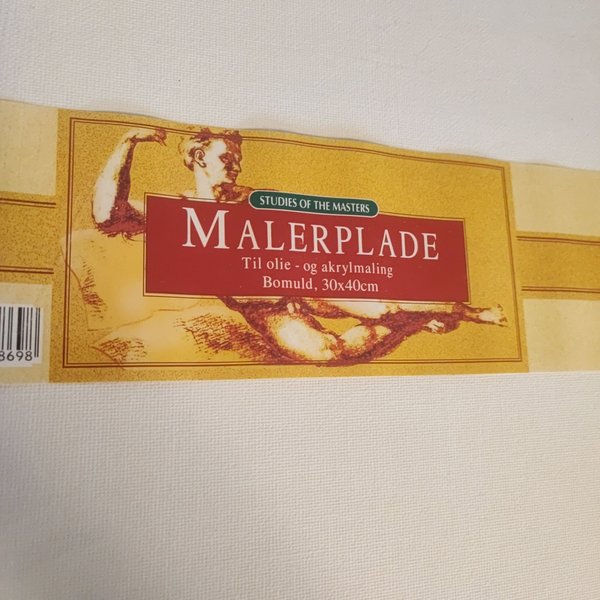 STUDIES OF THE MASTERS
MALERPLADE
Til olie - og akrylmaling
Bomuld, 30x40cm
8698